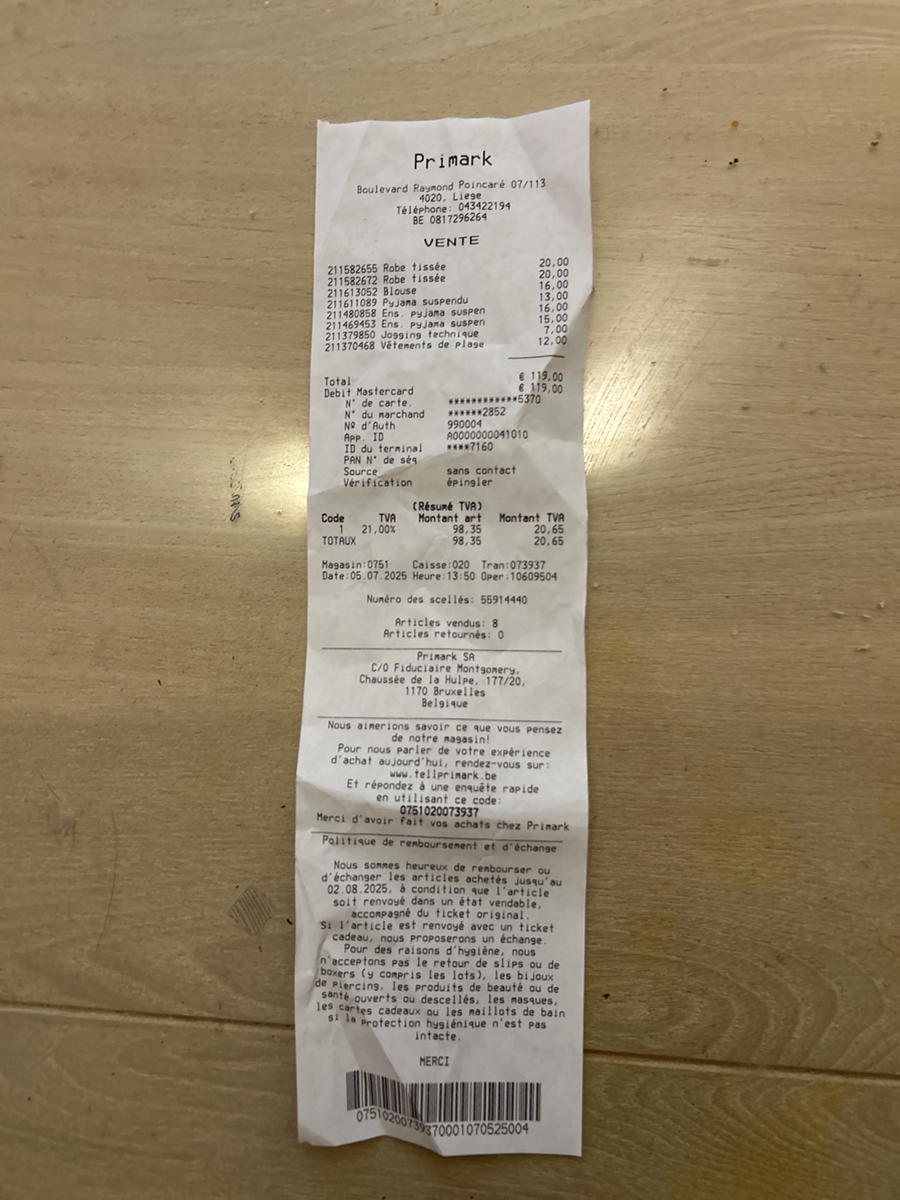 Primark
Boulevard Raymond Poincaré 07/113
4020, Liege
Téléphone: 043422194
BE 0817296264
VENTE
211582655 Robe tissée 20,00
211582672 Robe tissée 20,00
211613052 Blouse 16,00
211611089 Pyjama suspendu 13,00
211480858 Ens. pyjama suspen 16,00
211469453 Ens. pyjama suspen 15,00
211379850 Jogging technique 7,00
211370468 Vêtements de plage 12,00
Total € 119,00
Debit Mastercard € 119,00
N° de carte. ************5370
N° du marchand ******2852
Nº d'Auth 990004
App. ID A0000000041010
ID du terminal ****7160
PAN N° de séq
Source sans contact
Vérification épingler
(Résumé TVA)
Code TVA Montant art Montant TVA
1 21,00% 98,35 20,65
TOTAUX 98,35 20,65
Magasin:0751 Caisse:020 Tran:073937
Date:05.07.2025 Heure:13:50 Oper:10609504
Numéro des scellés: 55914440
Articles vendus: 8
Articles retournés: 0
Primark SA
C/O Fiduciaire Montgomery,
Chaussée de la Hulpe, 177/20,
1170 Bruxelles
Belgique
Nous aimerions savoir ce que vous pensez
de notre magasin!
Pour nous parler de votre expérience
d'achat aujourd'hui, rendez-vous sur:
www.tellprimark.be
Et répondez à une enquête rapide
en utilisant ce code:
0751020073937
Merci d'avoir fait vos achats chez Primark
Politique de remboursement et d'échange
Nous sommes heureux de rembourser ou
d'échanger les articles achetés jusqu'au
02.08.2025, à condition que l'article
soit renvoyé dans un état vendable,
accompagné du ticket original.
Si l'article est renvoyé avec un ticket
cadeau, nous proposerons un échange.
Pour des raisons d'hygiène, nous
n'acceptons pas le retour de slips ou de
boxers (y compris les lots), les bijoux
de piercing, les produits de beauté ou de
santé ouverts ou descellés, les masques,
les cartes cadeaux ou les maillots de bain
si la protection hygiénique n'est pas
intacte.
MERCI
07510200739370001070525004